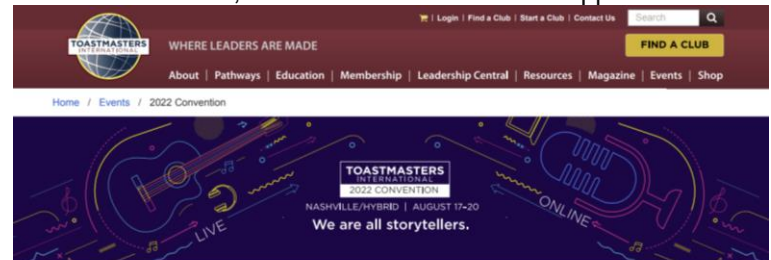 Login | Find a Club | Start a Club | Contact Us
Search
TOASTMASTERS
INTERNATIONAL
WHERE LEADERS ARE MADE
FIND A CLUB
About | Pathways | Education | Membership | Leadership Central | Resources | Magazine | Events | Shop
Home / Events / 2022 Convention
TOASTMASTERS
INTERNATIONAL
2022 CONVENTION
NASHVILLE/HYBRID | AUGUST 17-20
We are all storytellers.
LIVE
ONLINE